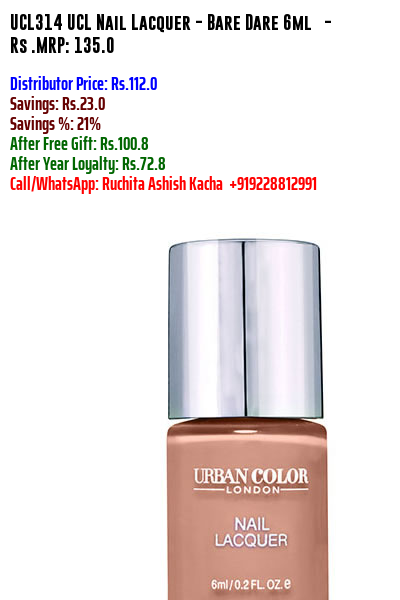 UCL314 UCL Nail Lacquer - Bare Dare 6ml -
Rs .MRP: 135.0
Distributor Price: Rs.112.0
Savings: Rs.23.0
Savings %: 21%
After Free Gift: Rs.100.8
After Year Loyalty: Rs.72.8
Call/WhatsApp: Ruchita Ashish Kacha +919228812991
URBAN COLOR
LONDON
NAIL
LACQUER
6ml/0.2 FL. OZ. e